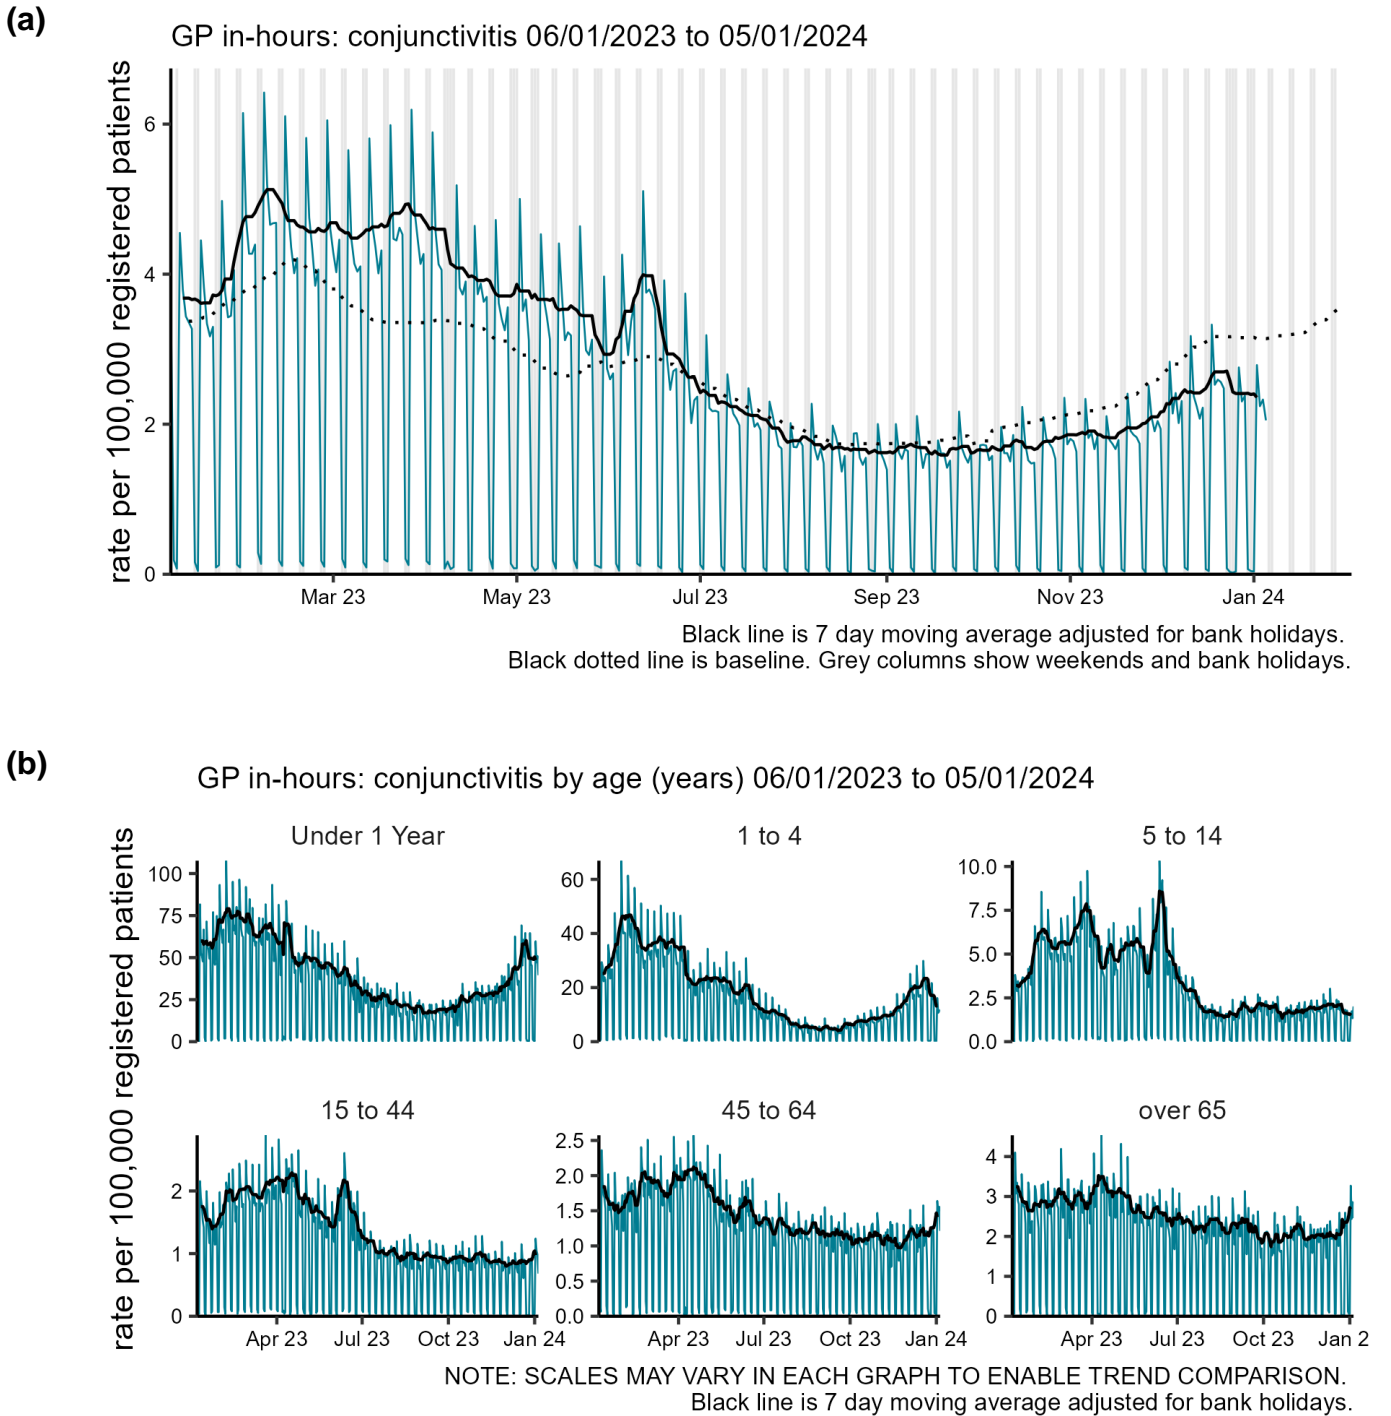 (a)
GP in-hours: conjunctivitis 06/01/2023 to 05/01/2024
rate per 100,000 registered patients
6
4
2
0
Mar 23 May 23 Jul 23 Sep 23 Nov 23 Jan 24
Black line is 7 day moving average adjusted for bank holidays.
Black dotted line is baseline. Grey columns show weekends and bank holidays.
(b)
GP in-hours: conjunctivitis by age (years) 06/01/2023 to 05/01/2024
rate per 100,000 registered patients
Under 1 Year
100
75
50
25
0
1 to 4
60
40
20
0
5 to 14
10.0
7.5
5.0
2.5
0.0
15 to 44
2
1
0
Apr 23 Jul 23 Oct 23 Jan 24
45 to 64
2.5
2.0
1.5
1.0
0.5
0.0
Apr 23 Jul 23 Oct 23 Jan 24
over 65
4
3
2
1
0
Apr 23 Jul 23 Oct 23 Jan 2
NOTE: SCALES MAY VARY IN EACH GRAPH TO ENABLE TREND COMPARISON.
Black line is 7 day moving average adjusted for bank holidays.